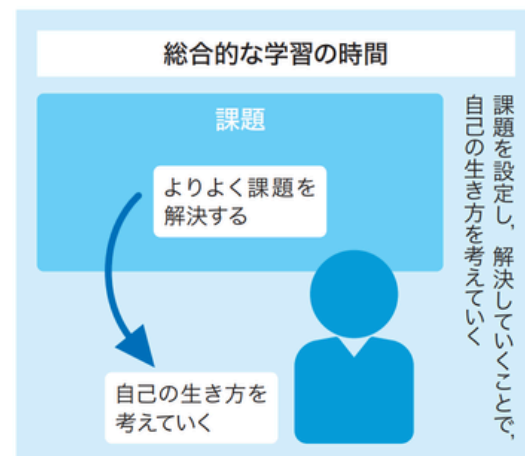 総合的な学習の時間
課題
よりよく課題を
解決する
自己の生き方を
考えていく
課題を設定し，解決していくことで，
自己の生き方を考えていく